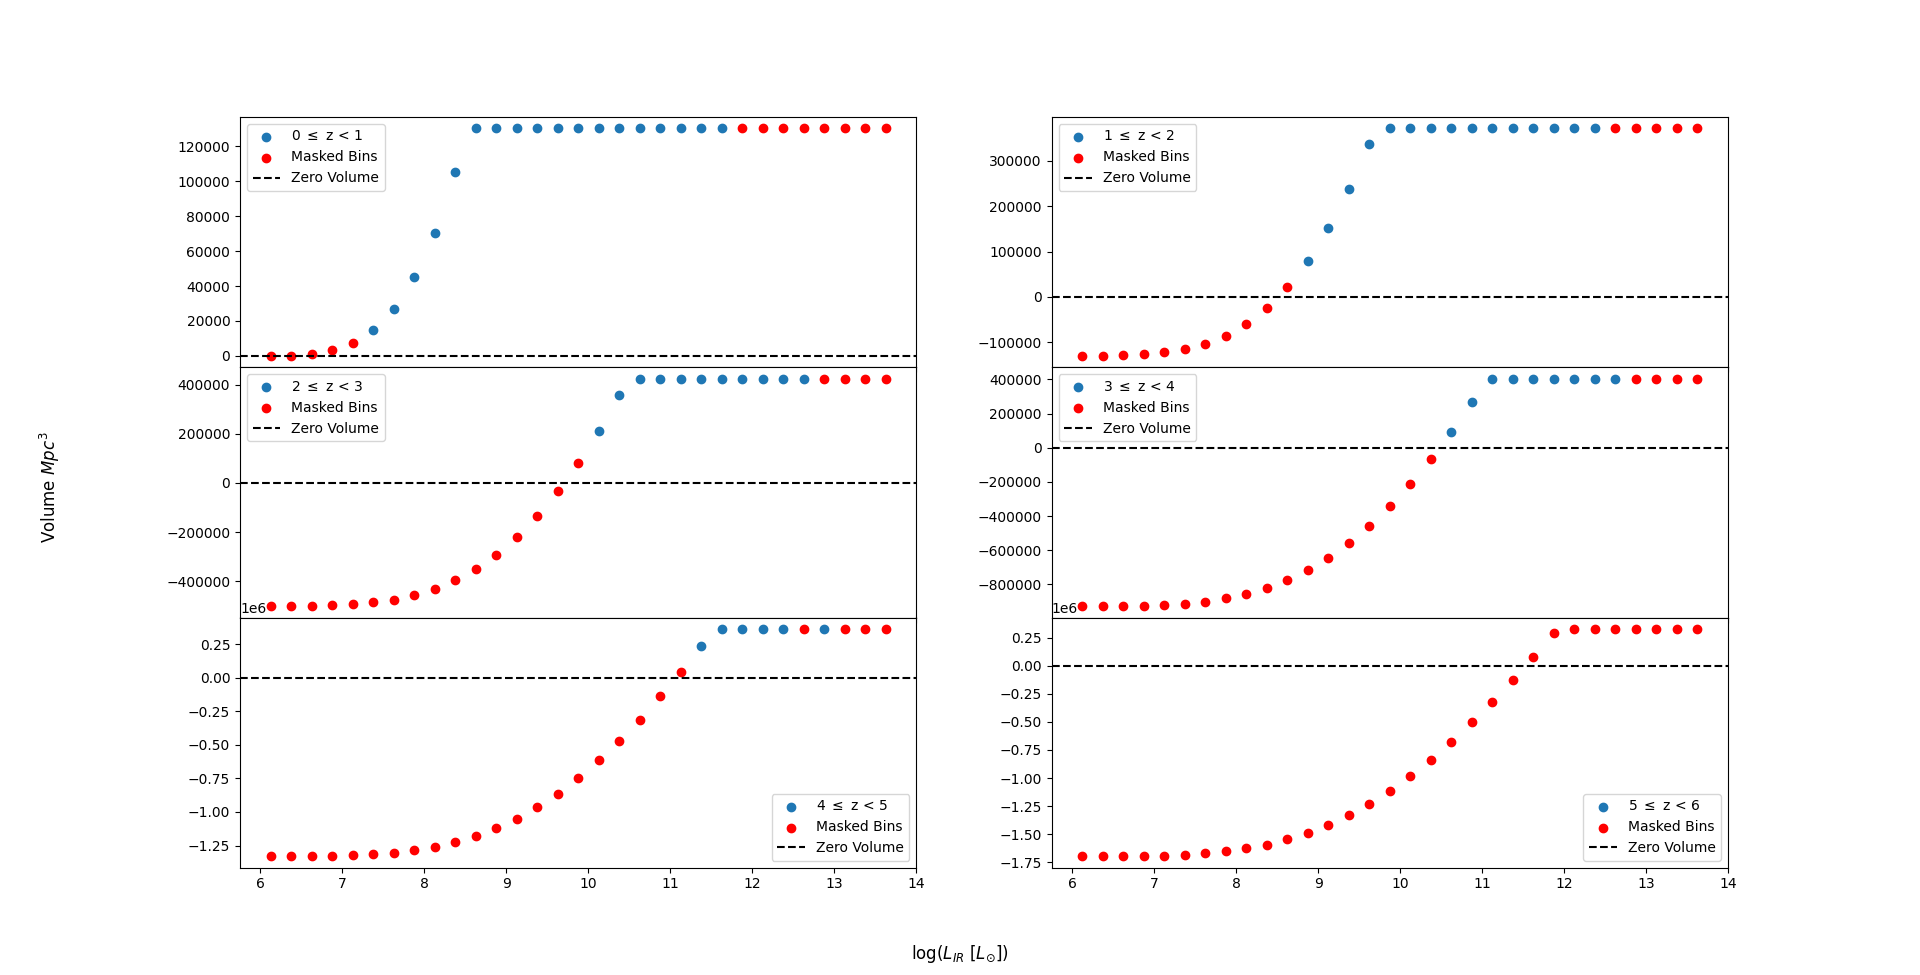 0 ≤ z < 1
Masked Bins
Zero Volume
120000
100000
80000
60000
40000
20000
0
1 ≤ z < 2
Masked Bins
Zero Volume
300000
200000
100000
0
−100000
2 ≤ z < 3
Masked Bins
Zero Volume
400000
200000
0
−200000
−400000
3 ≤ z < 4
Masked Bins
Zero Volume
400000
200000
0
−200000
−400000
−600000
−800000
1e6
0.25
0.00
−0.25
−0.50
−0.75
−1.00
−1.25
4 ≤ z < 5
Masked Bins
Zero Volume
6 7 8 9 10 11 12 13 14
1e6
0.25
0.00
−0.25
−0.50
−0.75
−1.00
−1.25
−1.50
−1.75
5 ≤ z < 6
Masked Bins
Zero Volume
6 7 8 9 10 11 12 13 14
Volume Mpc³
log(L_IR [L_⊙])